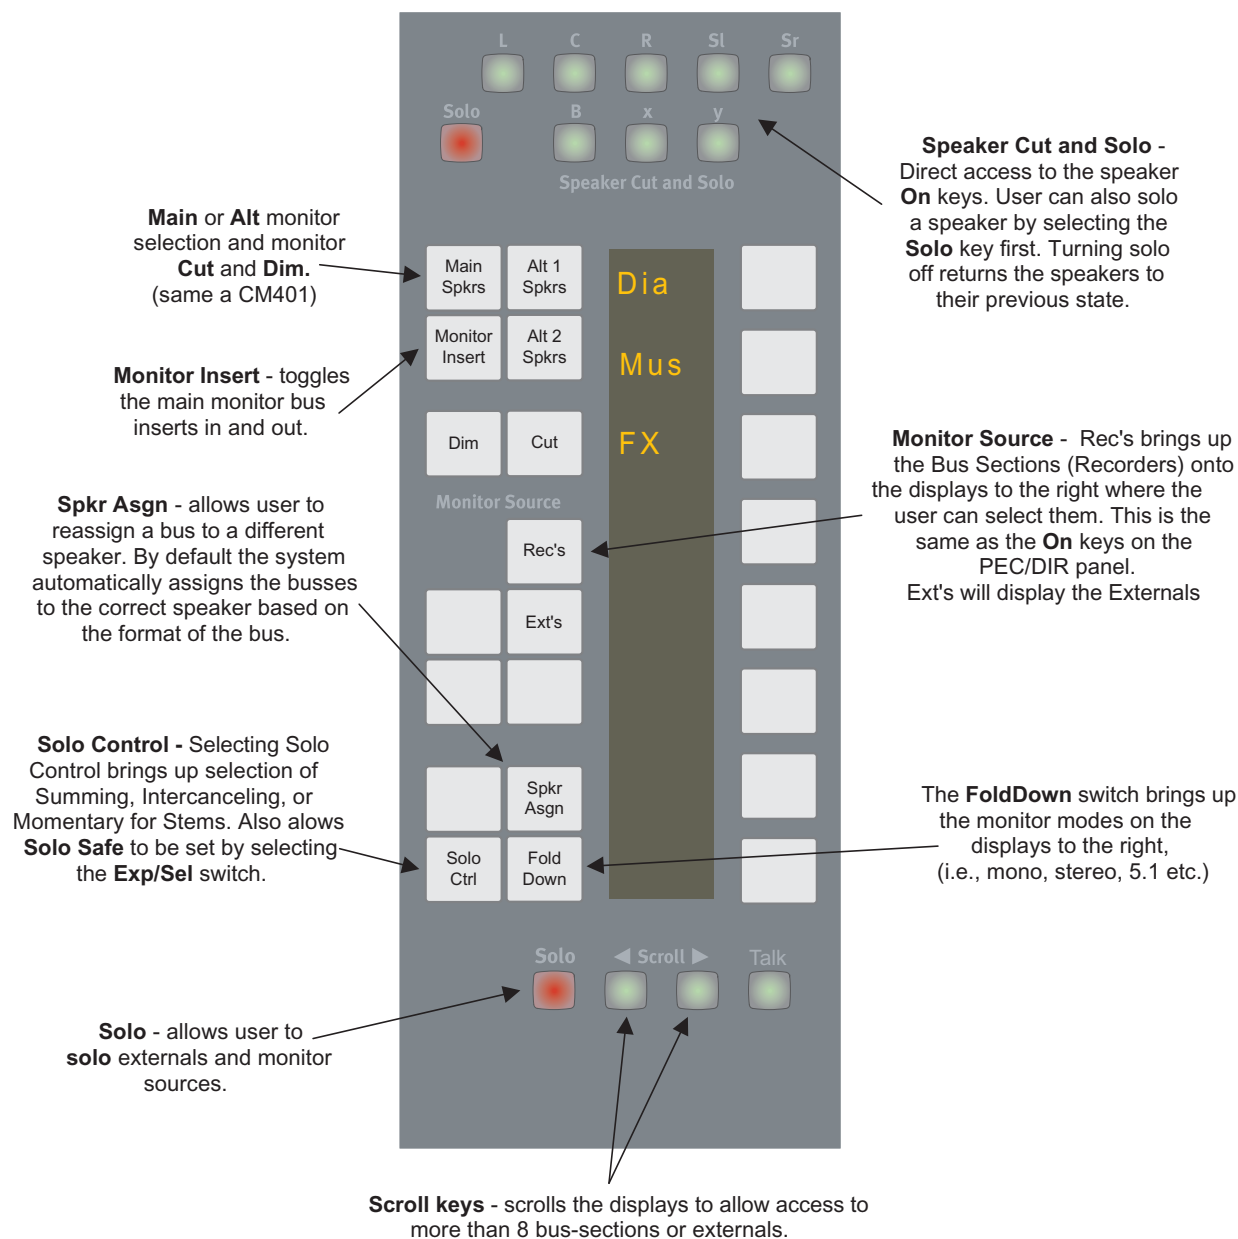 L C R Sl Sr
Solo B x y
Speaker Cut and Solo
Speaker Cut and Solo -
Direct access to the speaker
On keys. User can also solo
a speaker by selecting the
Solo key first. Turning solo
off returns the speakers to
their previous state.
Main or Alt monitor
selection and monitor
Cut and Dim.
(same a CM401)
Main
Spkrs
Alt 1
Spkrs
Dia
Monitor
Insert
Alt 2
Spkrs
Mus
Monitor Insert - toggles
the main monitor bus
inserts in and out.
Dim
Cut
FX
Monitor Source - Rec's brings up
the Bus Sections (Recorders) onto
the displays to the right where the
user can select them. This is the
same as the On keys on the
PEC/DIR panel.
Ext's will display the Externals
Monitor Source
Rec's
Ext's
Spkr Asgn - allows user to
reassign a bus to a different
speaker. By default the system
automatically assigns the busses
to the correct speaker based on
the format of the bus.
Solo Control - Selecting Solo
Control brings up selection of
Summing, Intercanceling, or
Momentary for Stems. Also alows
Solo Safe to be set by selecting
the Exp/Sel switch.
Spkr
Asgn
Solo
Ctrl
Fold
Down
The FoldDown switch brings up
the monitor modes on the
displays to the right,
(i.e., mono, stereo, 5.1 etc.)
Solo ◀ Scroll ▶ Talk
Solo - allows user to
solo externals and monitor
sources.
Scroll keys - scrolls the displays to allow access to
more than 8 bus-sections or externals.